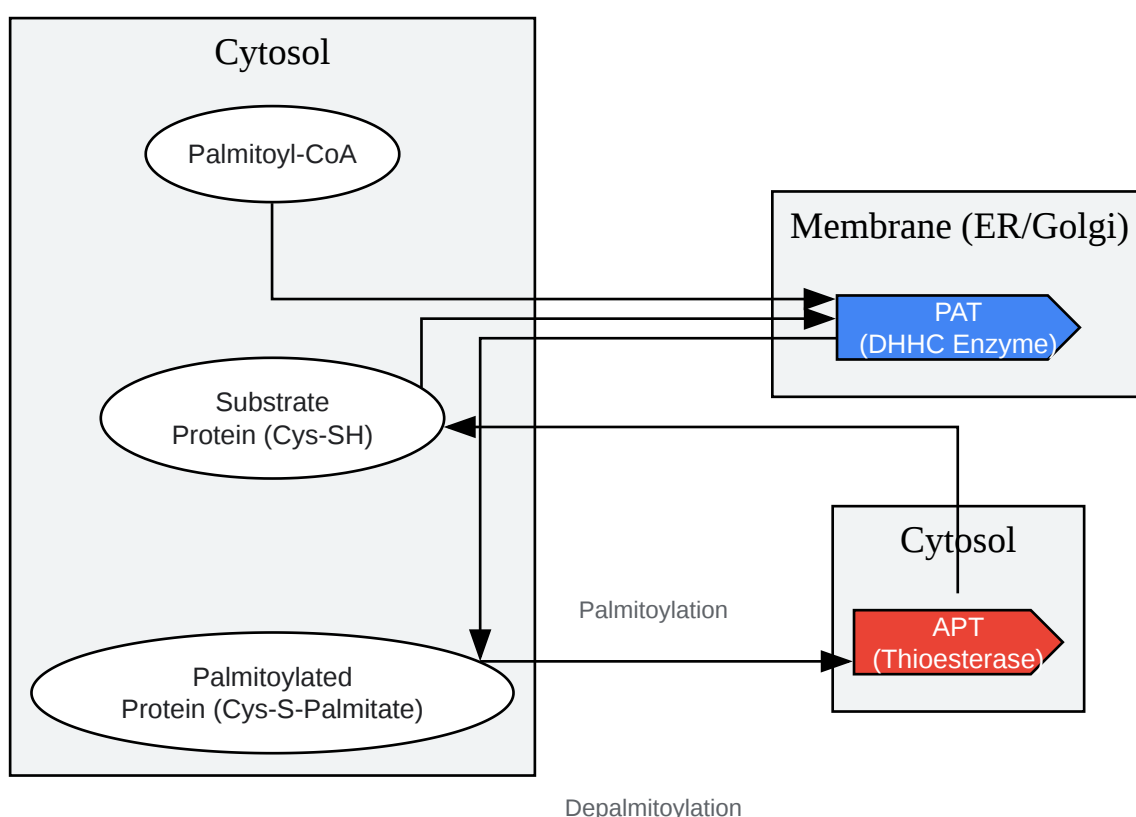 Cytosol
Palmitoyl-CoA
Membrane (ER/Golgi)
PAT
(DHHC Enzyme)
Substrate
Protein (Cys-SH)
Cytosol
Palmitoylation
APT
(Thioesterase)
Palmitoylated
Protein (Cys-S-Palmitate)
Depalmitoylation